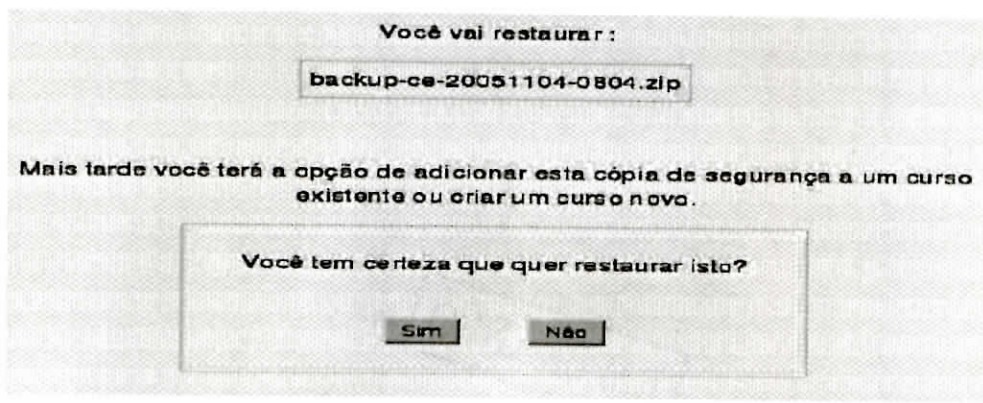 Você vai restaurar:
backup-ce-20051104-0804.zip
Mais tarde você terá a opção de adicionar esta cópia de segurança a um curso
existente ou criar um curso novo.
Você tem certeza que quer restaurar isto?
Sim
Não